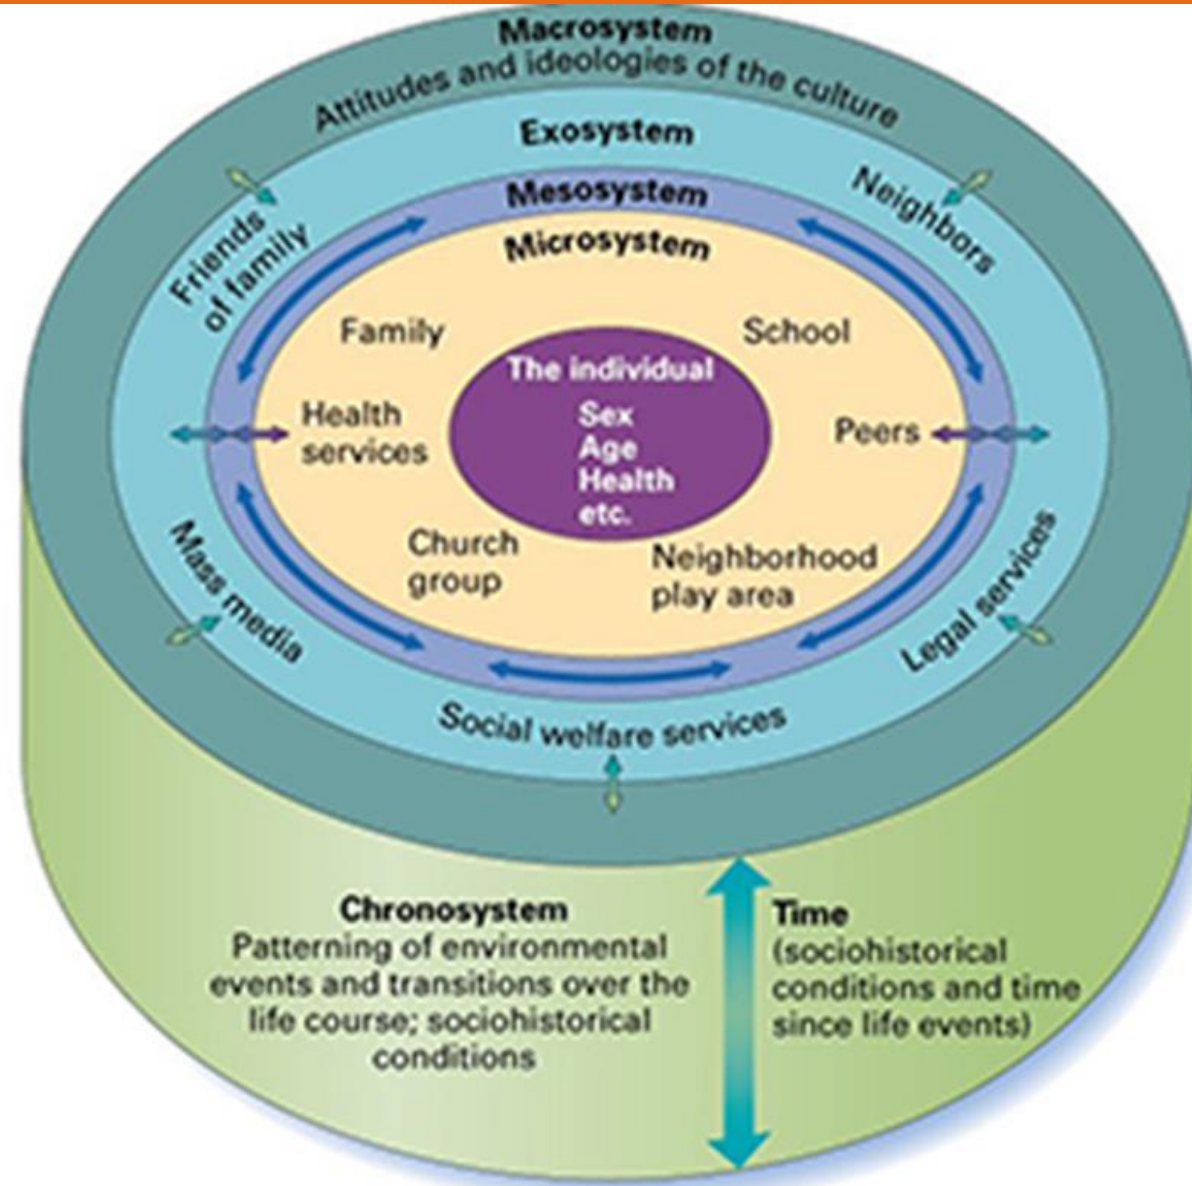 Macrosystem
Attitudes and ideologies of the culture
Exosystem
Mesosystem
Microsystem
Friends
of family
Neighbors
Family
School
The individual
Sex
Age
Health
etc.
Health
services
Peers
Church
group
Neighborhood
play area
Mass media
Legal services
Social welfare services
Chronosystem
Patterning of environmental
events and transitions over the
life course; sociohistorical
conditions
Time
(sociohistorical
conditions and time
since life events)